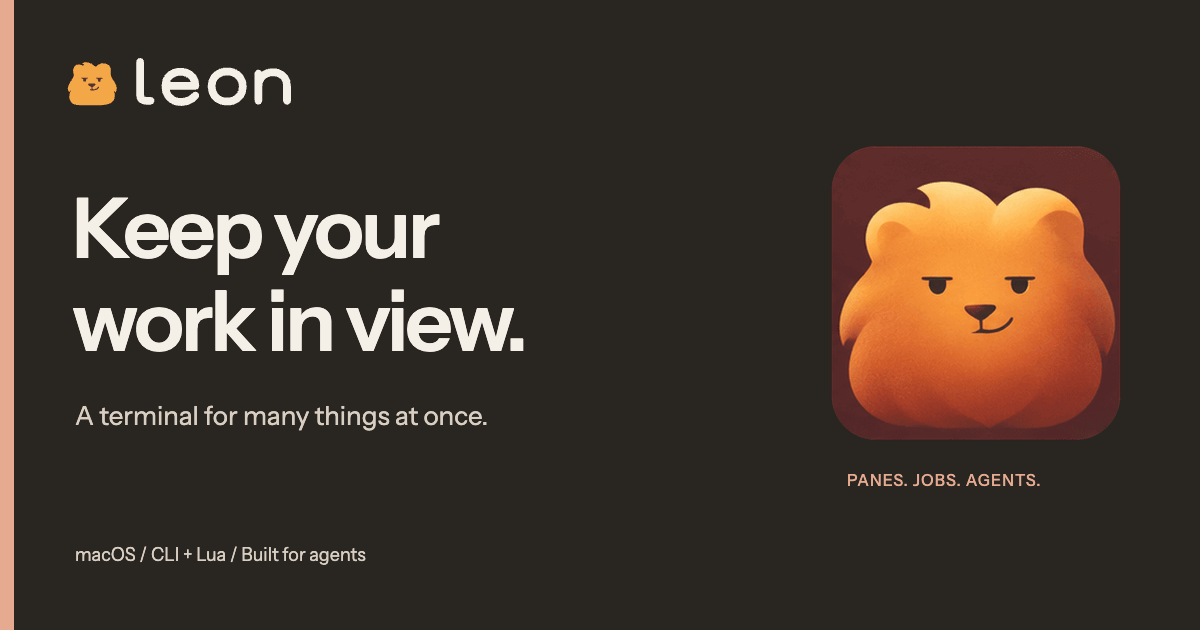 leon
Keep your
work in view.
A terminal for many things at once.
PANES. JOBS. AGENTS.
macOS / CLI + Lua / Built for agents